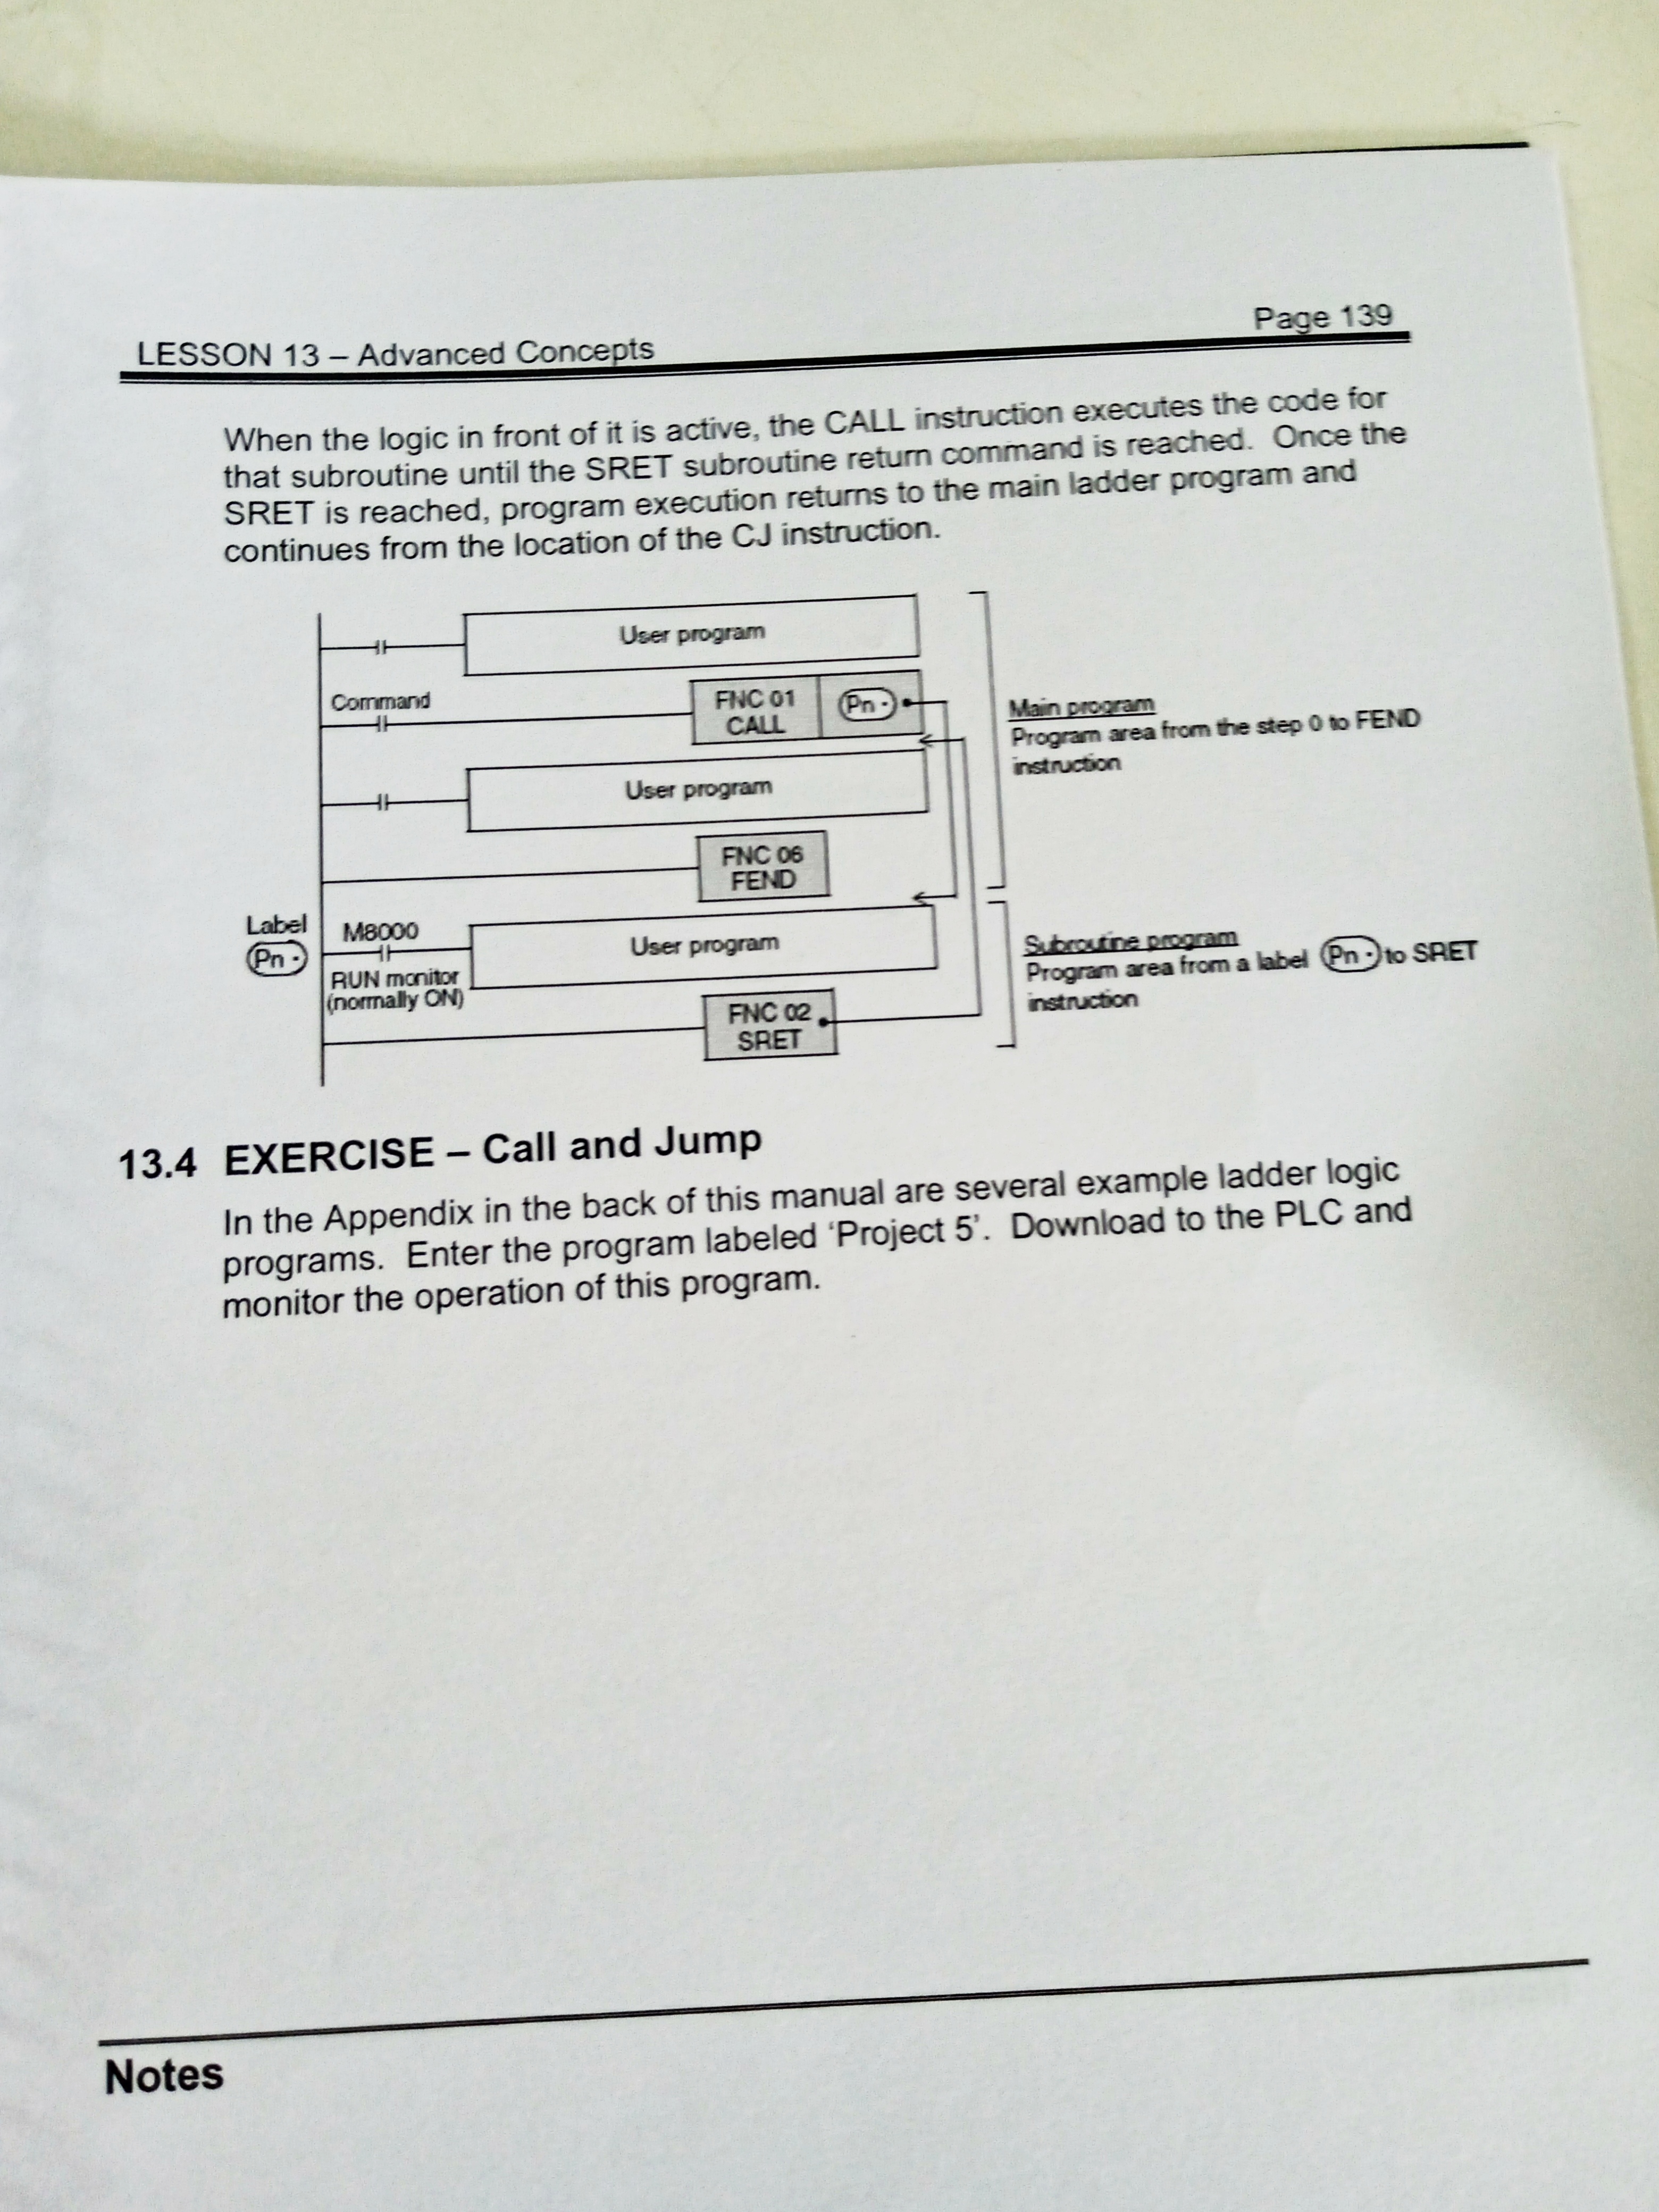 Page 139
LESSON 13 – Advanced Concepts
When the logic in front of it is active, the CALL instruction executes the code for
that subroutine until the SRET subroutine return command is reached. Once the
SRET is reached, program execution returns to the main ladder program and
continues from the location of the CJ instruction.
User program
Command
FNC 01
CALL
Pn ·
Main program
Program area from the step 0 to FEND
instruction
User program
FNC 06
FEND
Label
Pn ·
M8000
RUN monitor
(normally ON)
User program
Subroutine program
Program area from a label Pn · to SRET
instruction
FNC 02
SRET
13.4 EXERCISE – Call and Jump
In the Appendix in the back of this manual are several example ladder logic
programs. Enter the program labeled ‘Project 5’. Download to the PLC and
monitor the operation of this program.
Notes